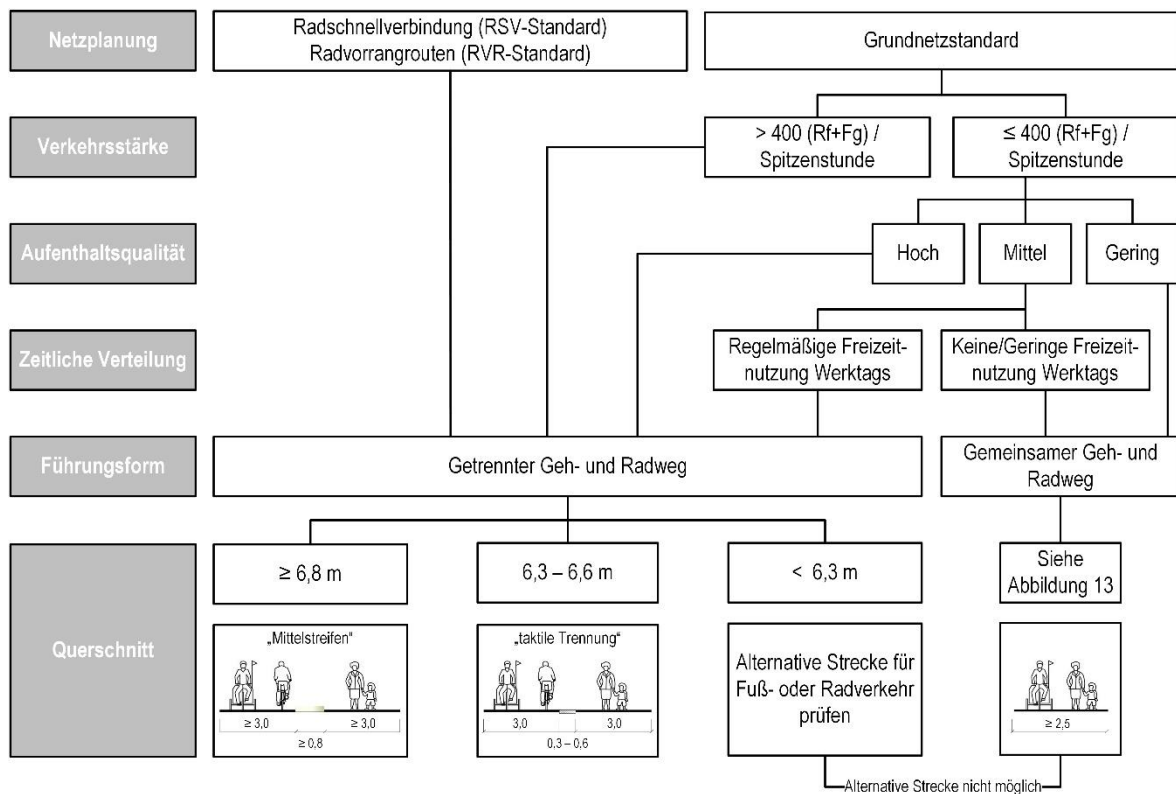 Netzplanung
Radschnellverbindung (RSV-Standard)
Radvorrangrouten (RVR-Standard)
Grundnetzstandard
Verkehrsstärke
> 400 (Rf+Fg) /
Spitzenstunde
≤ 400 (Rf+Fg) /
Spitzenstunde
Aufenthaltsqualität
Hoch
Mittel
Gering
Zeitliche Verteilung
Regelmäßige Freizeit-
nutzung Werktags
Keine/Geringe Freizeit-
nutzung Werktags
Führungsform
Getrennter Geh- und Radweg
Gemeinsamer Geh- und
Radweg
Querschnitt
≥ 6,8 m
6,3 – 6,6 m
< 6,3 m
Siehe
Abbildung 13
„Mittelstreifen“
≥ 3,0
≥ 3,0
≥ 0,8
„taktile Trennung“
3,0
3,0
0,3 – 0,6
Alternative Strecke für
Fuß- oder Radverkehr
prüfen
≥ 2,5
Alternative Strecke nicht möglich